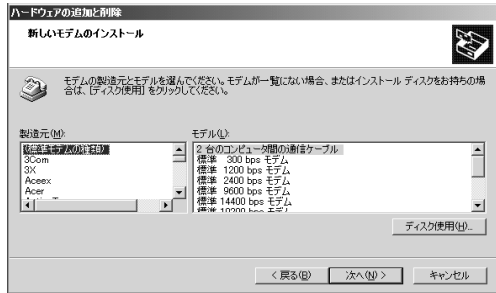 ハードウェアの追加と削除
新しいモデムのインストール
モデムの製造元とモデルを選んでください。モデムが一覧にない場合、またはインストール ディスクをお持ちの場
合は、[ディスク使用] をクリックしてください。
製造元(M):
(標準モデムの種類)
3Com
3X
Aceex
Acer
モデル(L):
2 台のコンピュータ間の通信ケーブル
標準 300 bps モデム
標準 1200 bps モデム
標準 2400 bps モデム
標準 9600 bps モデム
標準 14400 bps モデム
標準 19200 bps モデム
ディスク使用(H)...
< 戻る(B)
次へ(N) >
キャンセル